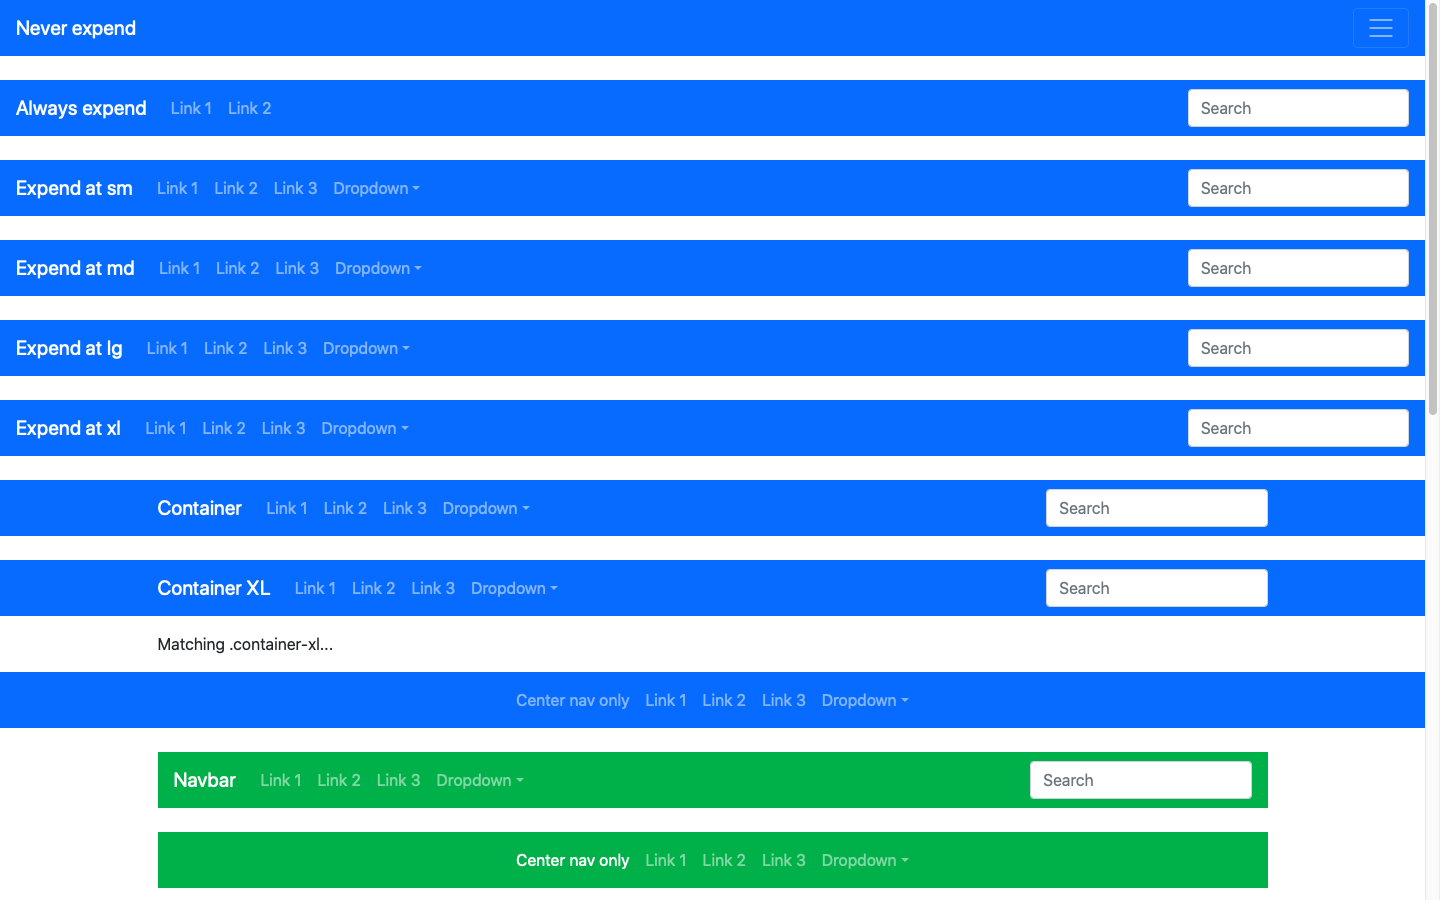 Never expend
Always expend Link 1 Link 2 Search
Expend at sm Link 1 Link 2 Link 3 Dropdown Search
Expend at md Link 1 Link 2 Link 3 Dropdown Search
Expend at lg Link 1 Link 2 Link 3 Dropdown Search
Expend at xl Link 1 Link 2 Link 3 Dropdown Search
Container Link 1 Link 2 Link 3 Dropdown Search
Container XL Link 1 Link 2 Link 3 Dropdown Search
Matching .container-xl...
Center nav only Link 1 Link 2 Link 3 Dropdown
Navbar Link 1 Link 2 Link 3 Dropdown Search
Center nav only Link 1 Link 2 Link 3 Dropdown